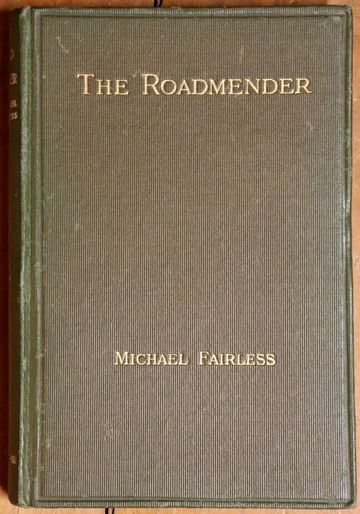 The Roadmender
Michael Fairless